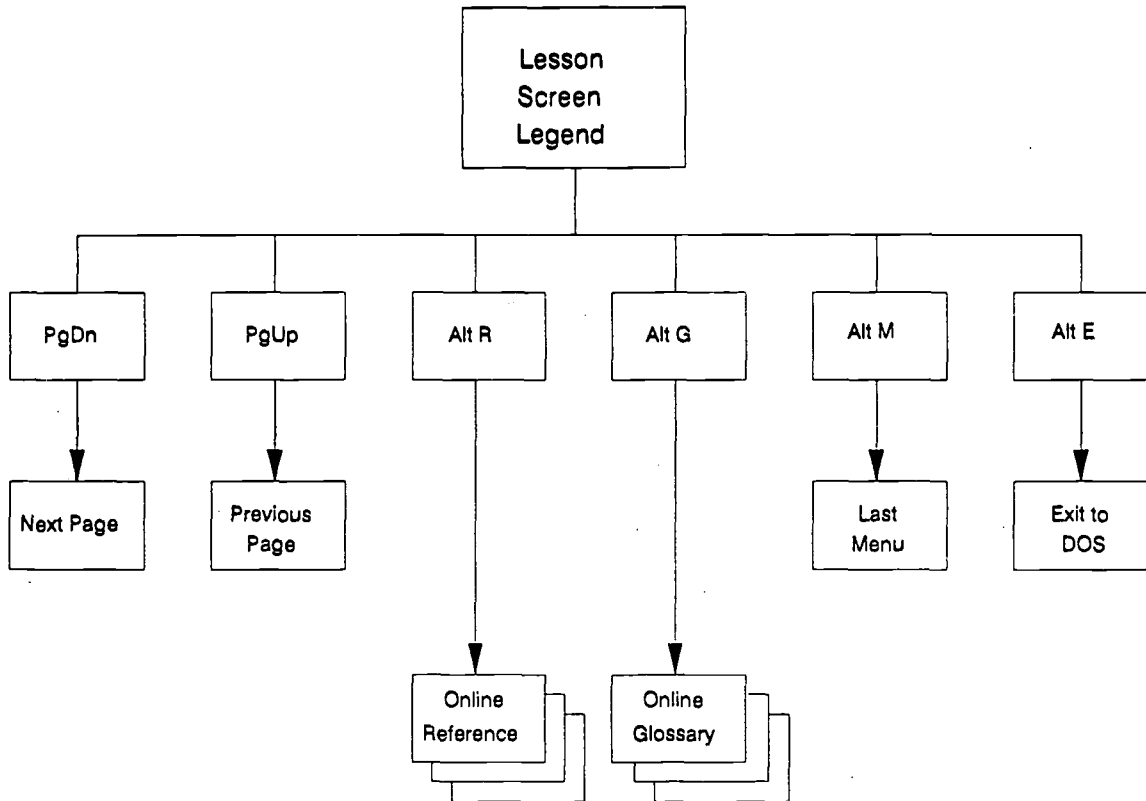 Lesson
Screen
Legend
PgDn
PgUp
Alt R
Alt G
Alt M
Alt E
Next Page
Previous
Page
Last
Menu
Exit to
DOS
Online
Reference
Online
Glossary